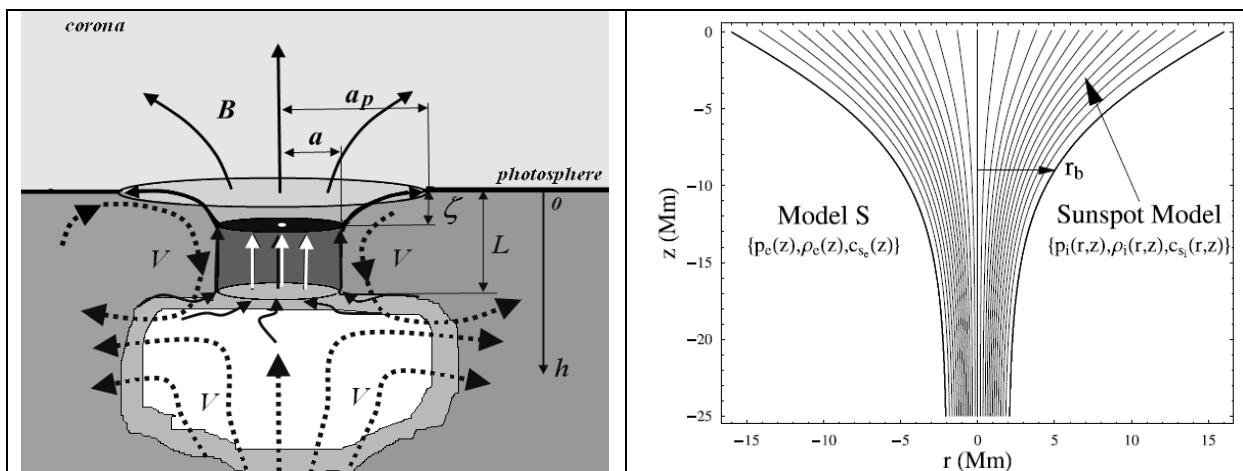 corona
B
a_p
a
photosphere
0
ζ
L
V
V
h
V
V
0
−5
−10
−15
−20
−25
z (Mm)
r_b
Model S
{p_e(z),ρ_e(z),c_{s_e}(z)}
Sunspot Model
{p_i(r,z),ρ_i(r,z),c_{s_i}(r,z)}
−15 −10 −5 0 5 10 15
r (Mm)